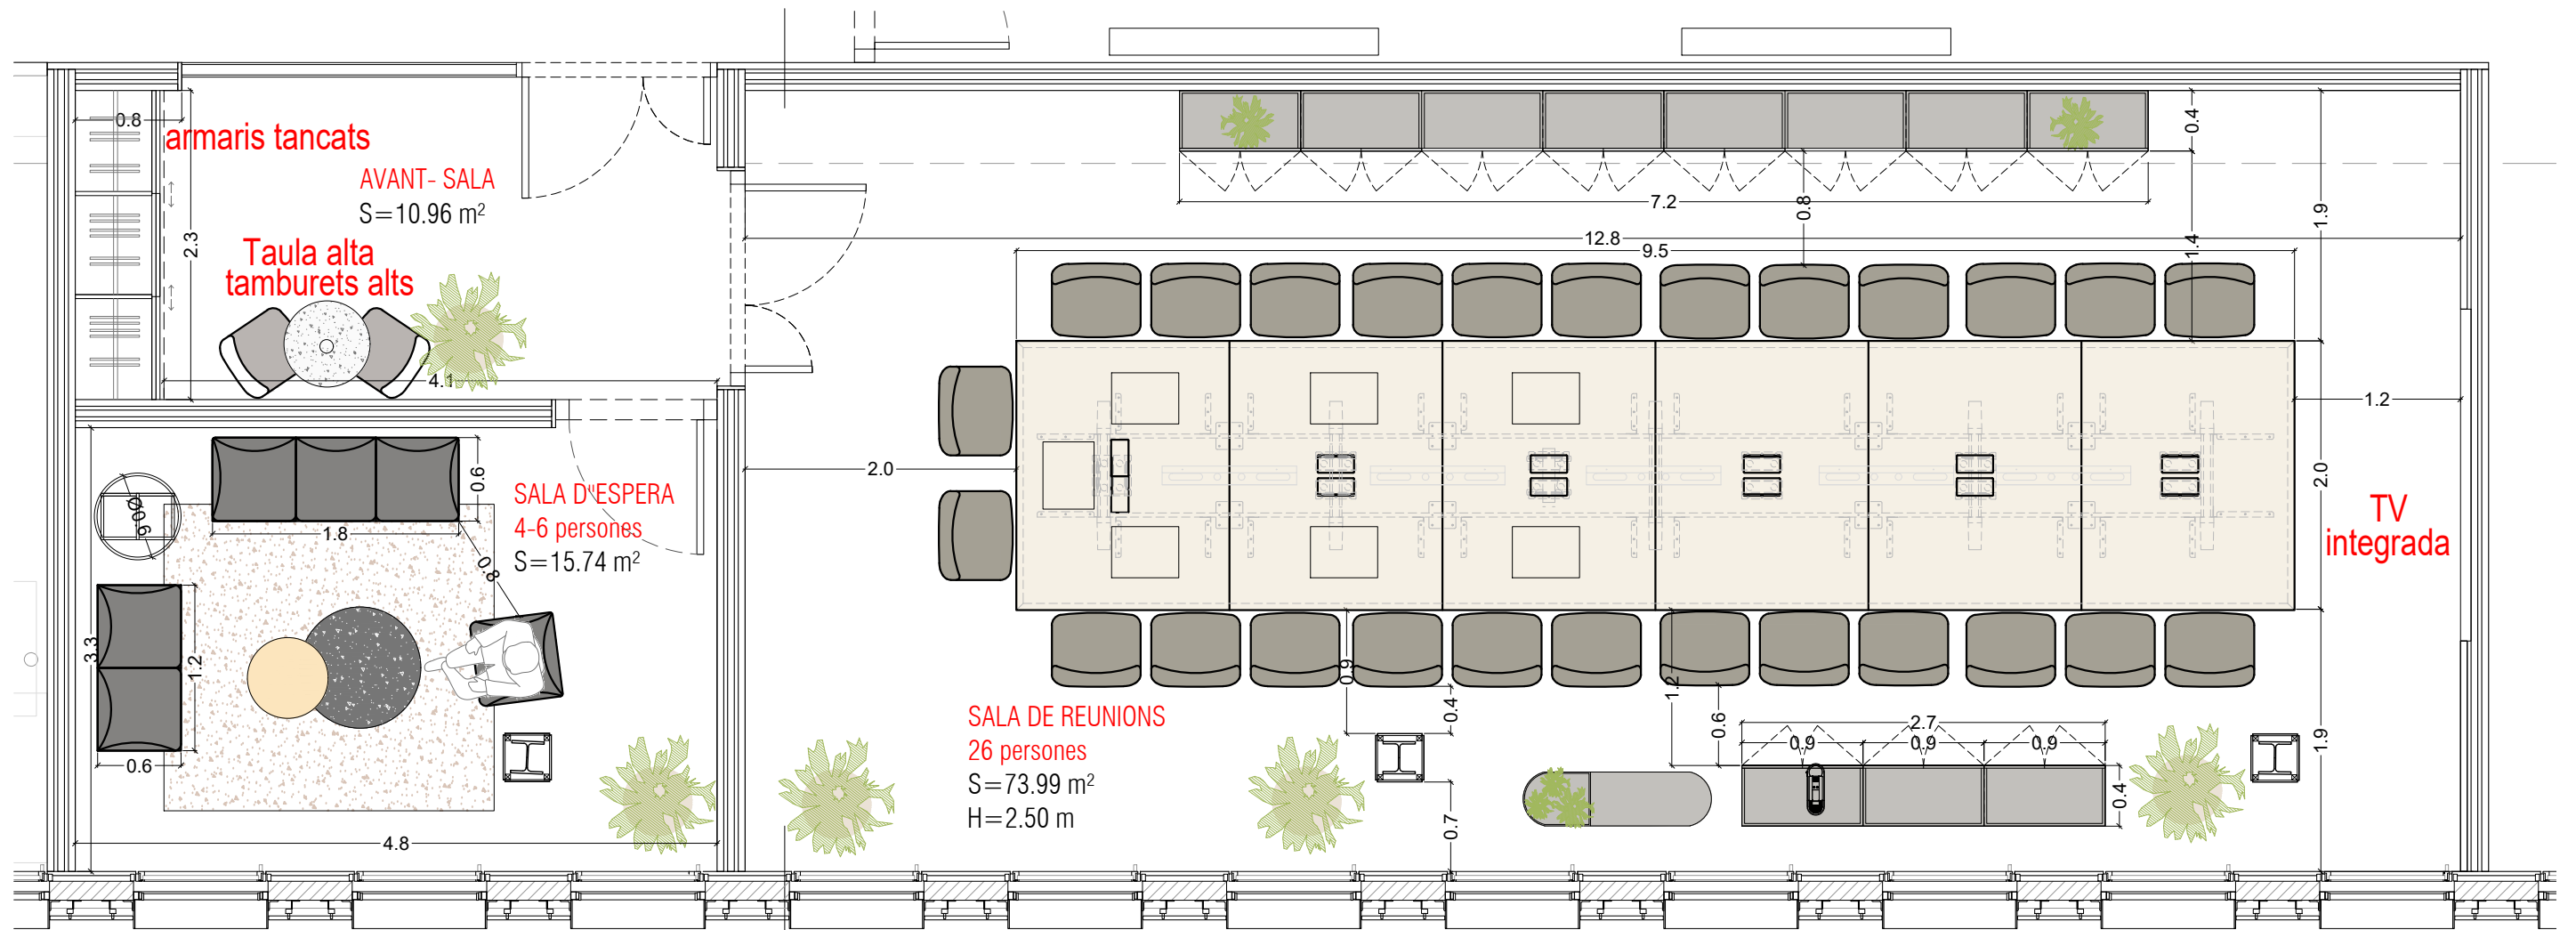 0.8
armaris tancats
AVANT- SALA
S=10.96 m²
2.3
Taula alta
tamburets alts
4.1
0.4
7.2
0.8
1.9
1.4
12.8
9.5
2.0
1.2
2.0
TV
integrada
0.6
1.8
Ø0.6
0.8
SALA D"ESPERA
4-6 persones
S=15.74 m²
3.3
1.2
0.6
4.8
SALA DE REUNIONS
26 persones
S=73.99 m²
H=2.50 m
0.9
0.4
0.7
1.2
0.6
2.7
0.9
0.9
0.9
0.4
1.9